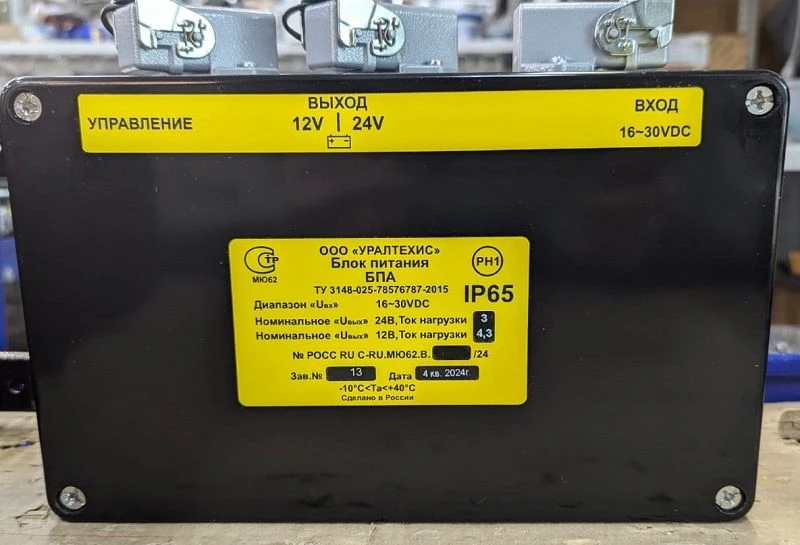 УПРАВЛЕНИЕ
ВЫХОД
12V | 24V
ВХОД
16~30VDC
СТР
МЮ62
ООО «УРАЛТЕХИС»
Блок питания
БПА
ТУ 3148-025-78576787-2015
РН1
IP65
Диапазон «Uвх» 16~30VDC
Номинальное «Uвых» 24В,Ток нагрузки 3
Номинальное «Uвых» 12В,Ток нагрузки 4,3
№ РОСС RU C-RU.МЮ62.В. /24
Зав.№ 13 Дата 4 кв. 2024г.
-10°C<Ta<+40°C
Сделано в России